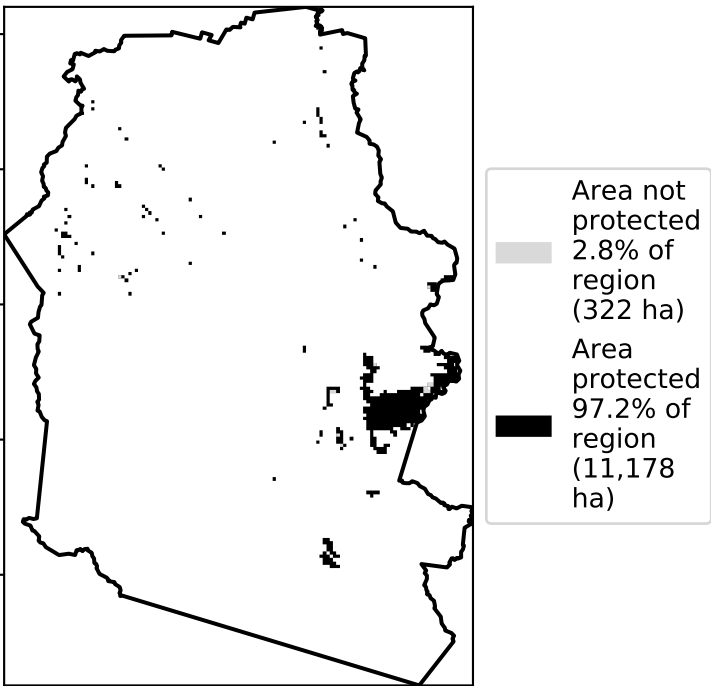 Area not
protected
2.8% of
region
(322 ha)
Area
protected
97.2% of
region
(11,178
ha)